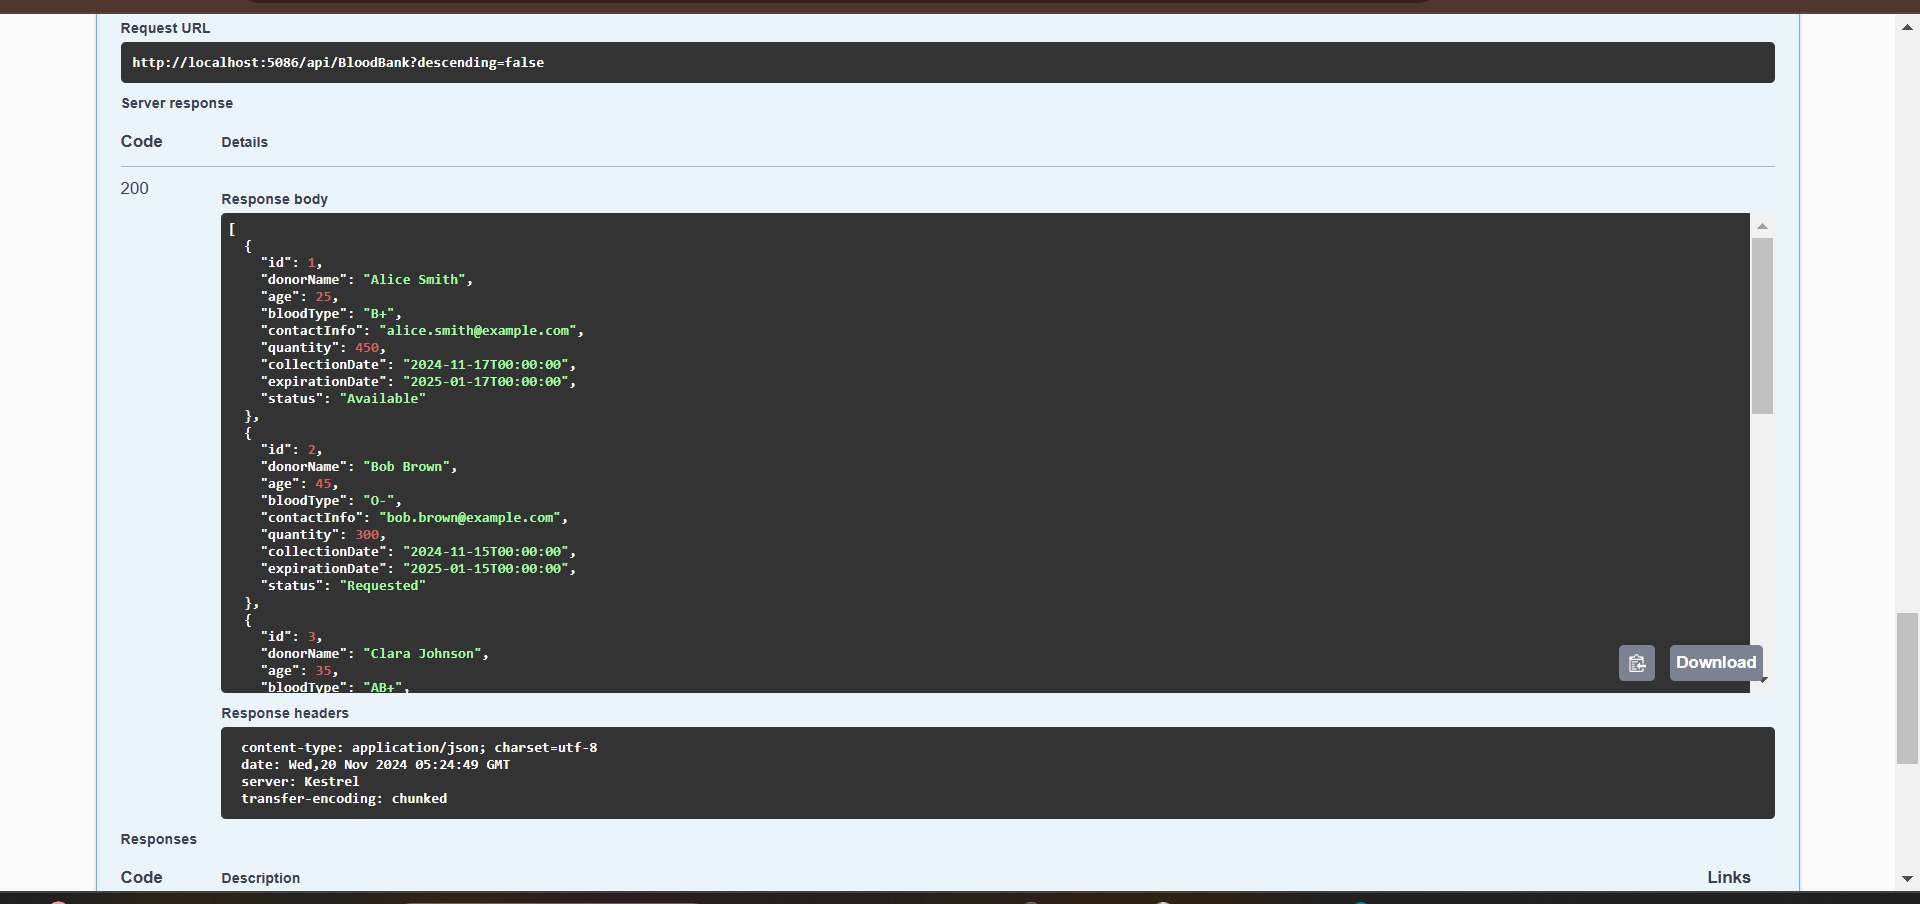 Request URL
http://localhost:5086/api/BloodBank?descending=false
Server response
Code Details
200
Response body
[
  {
    "id": 1,
    "donorName": "Alice Smith",
    "age": 25,
    "bloodType": "B+",
    "contactInfo": "alice.smith@example.com",
    "quantity": 450,
    "collectionDate": "2024-11-17T00:00:00",
    "expirationDate": "2025-01-17T00:00:00",
    "status": "Available"
  },
  {
    "id": 2,
    "donorName": "Bob Brown",
    "age": 45,
    "bloodType": "O-",
    "contactInfo": "bob.brown@example.com",
    "quantity": 300,
    "collectionDate": "2024-11-15T00:00:00",
    "expirationDate": "2025-01-15T00:00:00",
    "status": "Requested"
  },
  {
    "id": 3,
    "donorName": "Clara Johnson",
    "age": 35,
    "bloodType": "AB+",
Download
Response headers
content-type: application/json; charset=utf-8
date: Wed,20 Nov 2024 05:24:49 GMT
server: Kestrel
transfer-encoding: chunked
Responses
Code Description Links